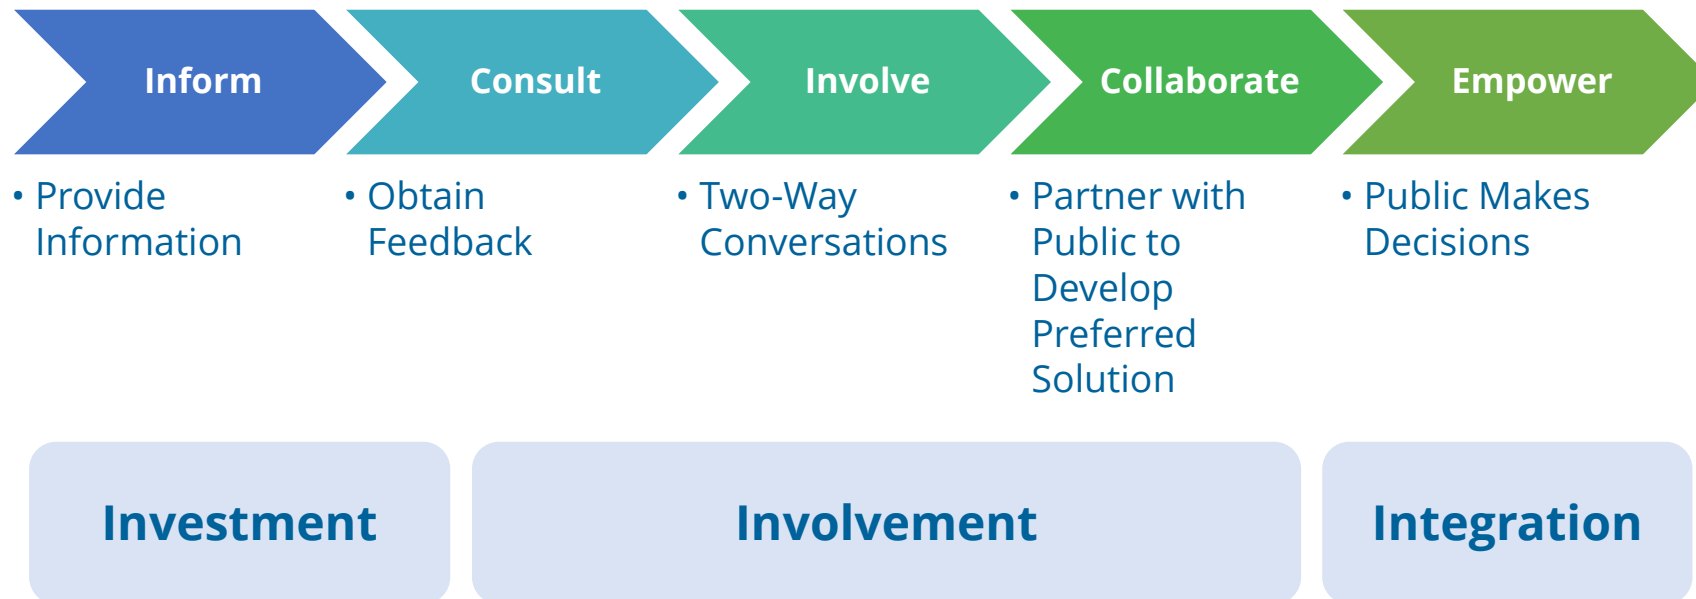 Inform
Consult
Involve
Collaborate
Empower
• Provide
Information
• Obtain
Feedback
• Two-Way
Conversations
• Partner with
Public to
Develop
Preferred
Solution
• Public Makes
Decisions
Investment
Involvement
Integration